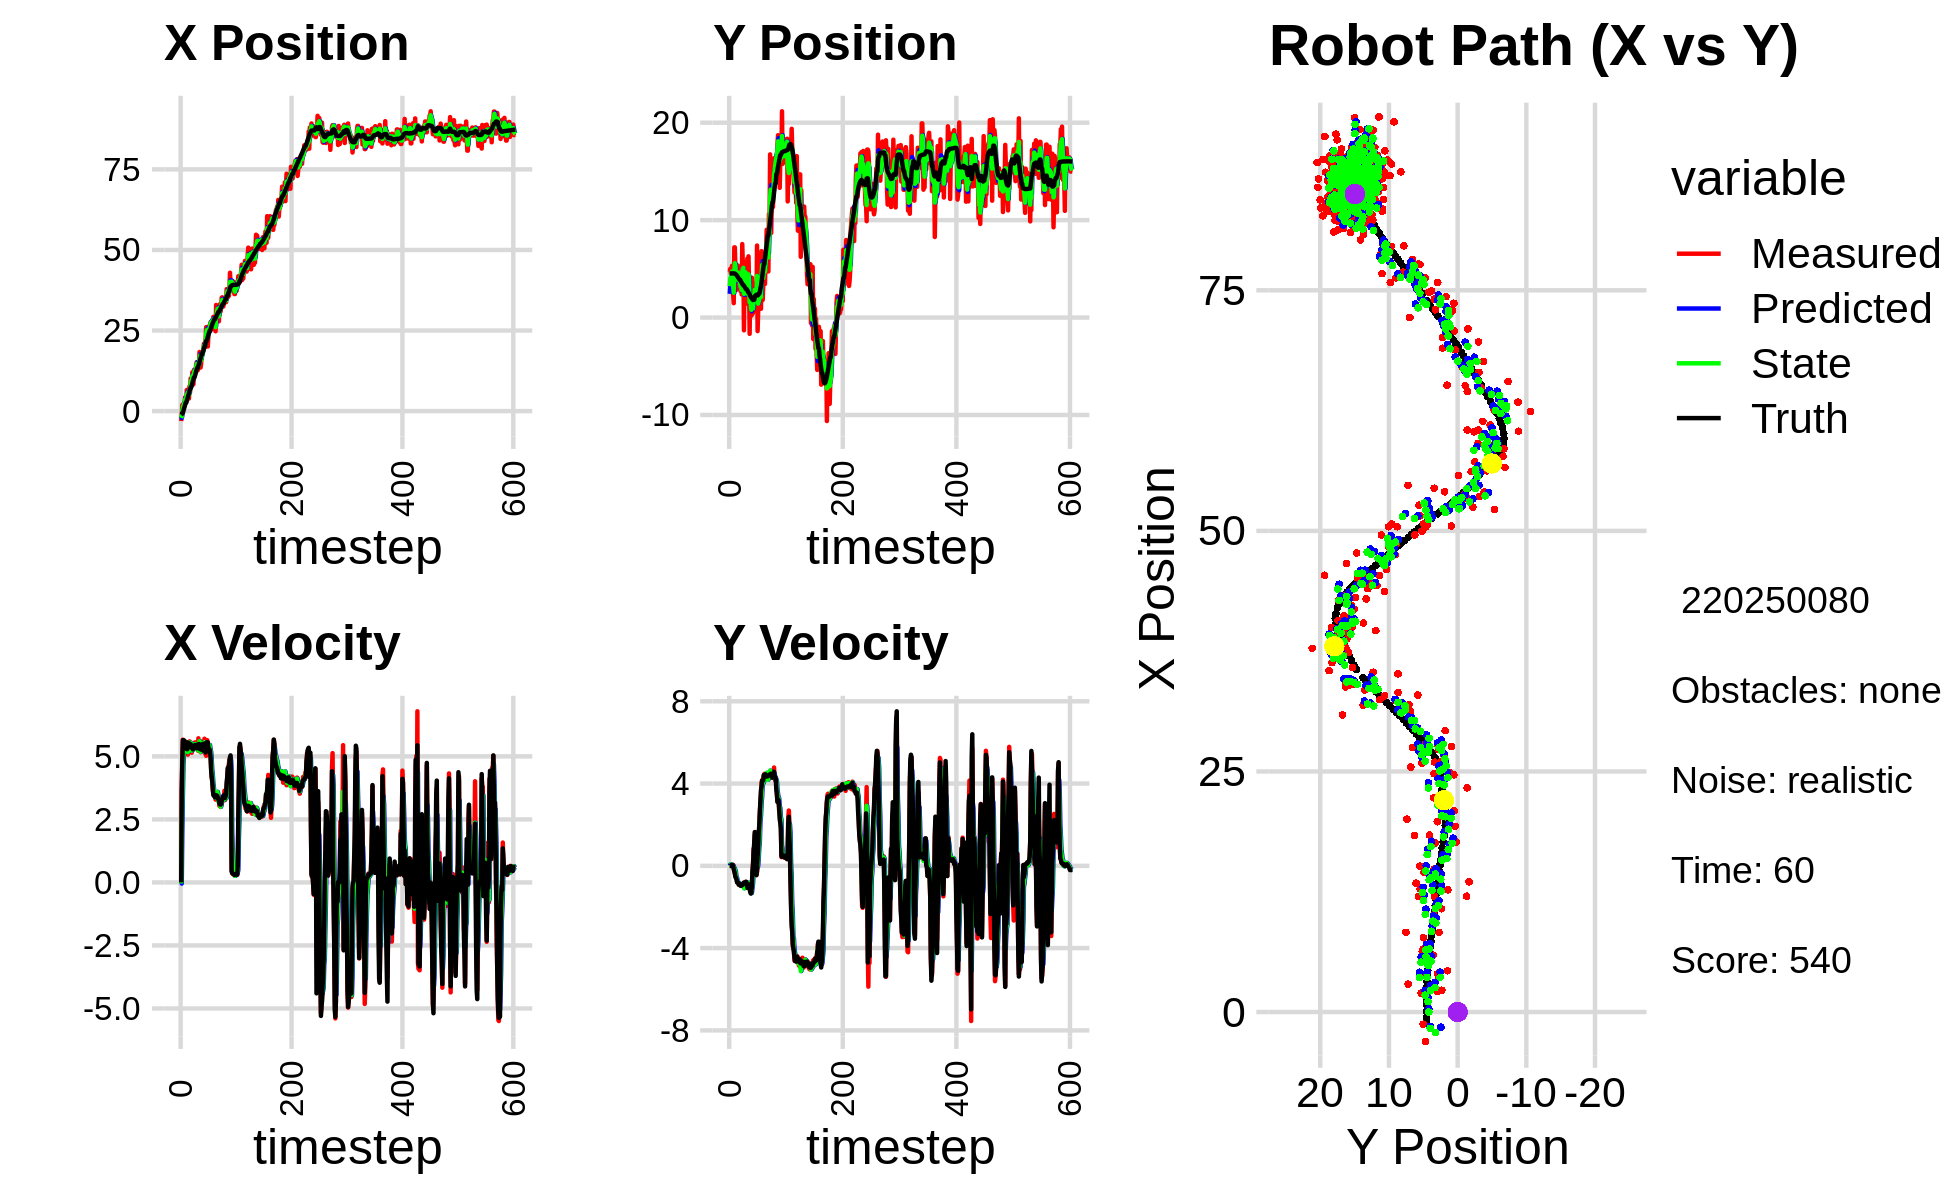 X Position
75
50
25
0
0
200
400
600
timestep
Y Position
20
10
0
-10
0
200
400
600
timestep
X Velocity
5.0
2.5
0.0
-2.5
-5.0
0
200
400
600
timestep
Y Velocity
8
4
0
-4
-8
0
200
400
600
timestep
Robot Path (X vs Y)
X Position
75
50
25
0
20
10
0
-10
-20
Y Position
variable
Measured
Predicted
State
Truth
220250080
Obstacles: none
Noise: realistic
Time: 60
Score: 540